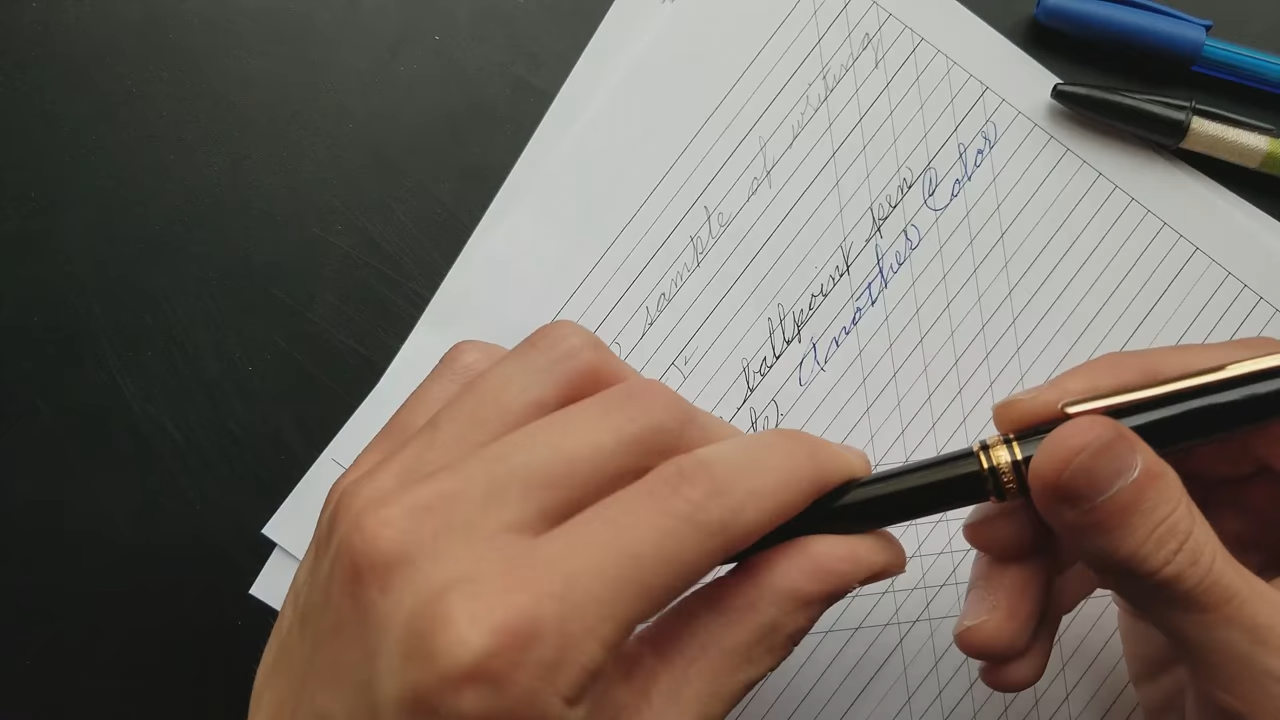 sample of writing
ballpoint pen
Another Color